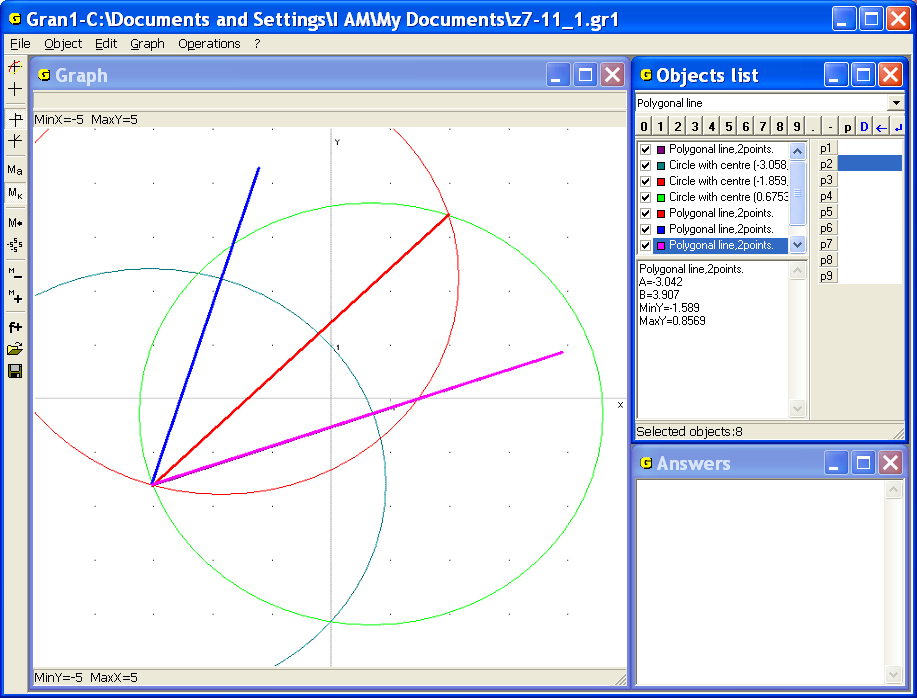 Gran1-C:\Documents and Settings\I AM\My Documents\z7-11_1.gr1
File Object Edit Graph Operations ?
Graph
MinX=-5 MaxY=5
Y
1
X
MinY=-5 MaxX=5
Ma
Mк
M*
M
M
f+
Objects list
Polygonal line
0 1 2 3 4 5 6 7 8 9 . - p D ← ↲
Polygonal line,2points.
Circle with centre (-3.058,
Circle with centre (-1.859,
Circle with centre (0.6753
Polygonal line,2points.
Polygonal line,2points.
Polygonal line,2points.
p1
p2
p3
p4
p5
p6
p7
p8
p9
Polygonal line,2points.
A=-3.042
B=3.907
MinY=-1.589
MaxY=0.8569
Selected objects:8
Answers